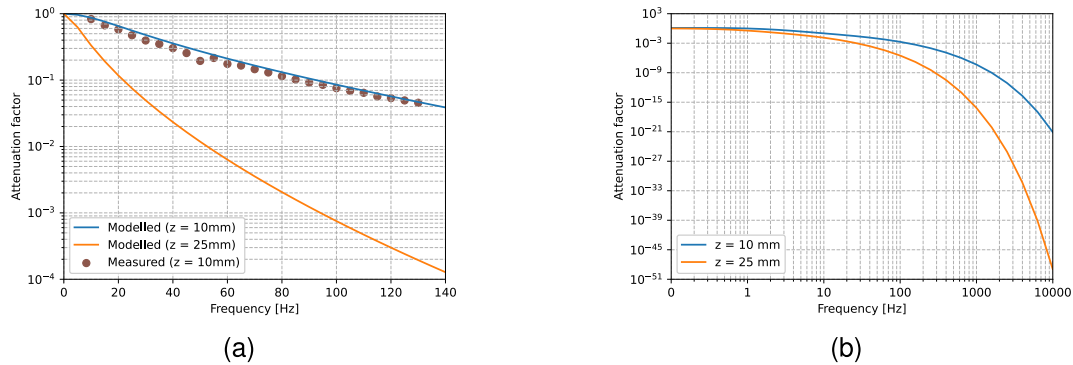 10^0
10^-1
10^-2
10^-3
10^-4
Attenuation factor
Modelled (z = 10mm)
Modelled (z = 25mm)
Measured (z = 10mm)
0 20 40 60 80 100 120 140
Frequency [Hz]
(a)
10^3
10^-3
10^-9
10^-15
10^-21
10^-27
10^-33
10^-39
10^-45
10^-51
Attenuation factor
z = 10 mm
z = 25 mm
0 1 10 100 1000 10000
Frequency [Hz]
(b)